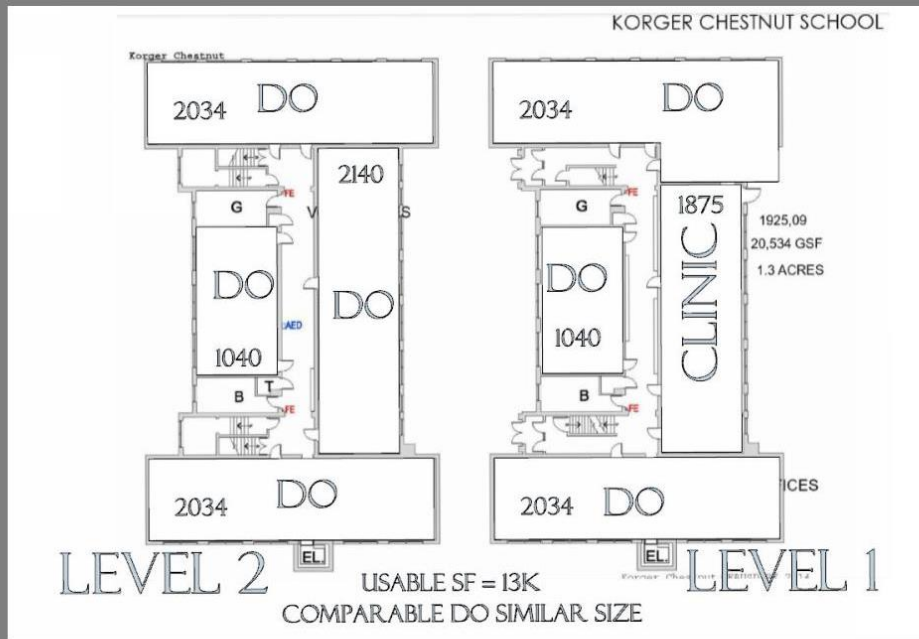 KORGER CHESTNUT SCHOOL
Korger Chestnut
2034 DO
FE
2140
G
DO
DO
AED
1040
T
B
FE
2034 DO
EL.
LEVEL 2
2034 DO
FE
1875
G
CLINIC
DO
1040
B
FE
2034 DO
EL.
1925,09
20,534 GSF
1.3 ACRES
LEVEL 1
USABLE SF = 13K
COMPARABLE DO SIMILAR SIZE